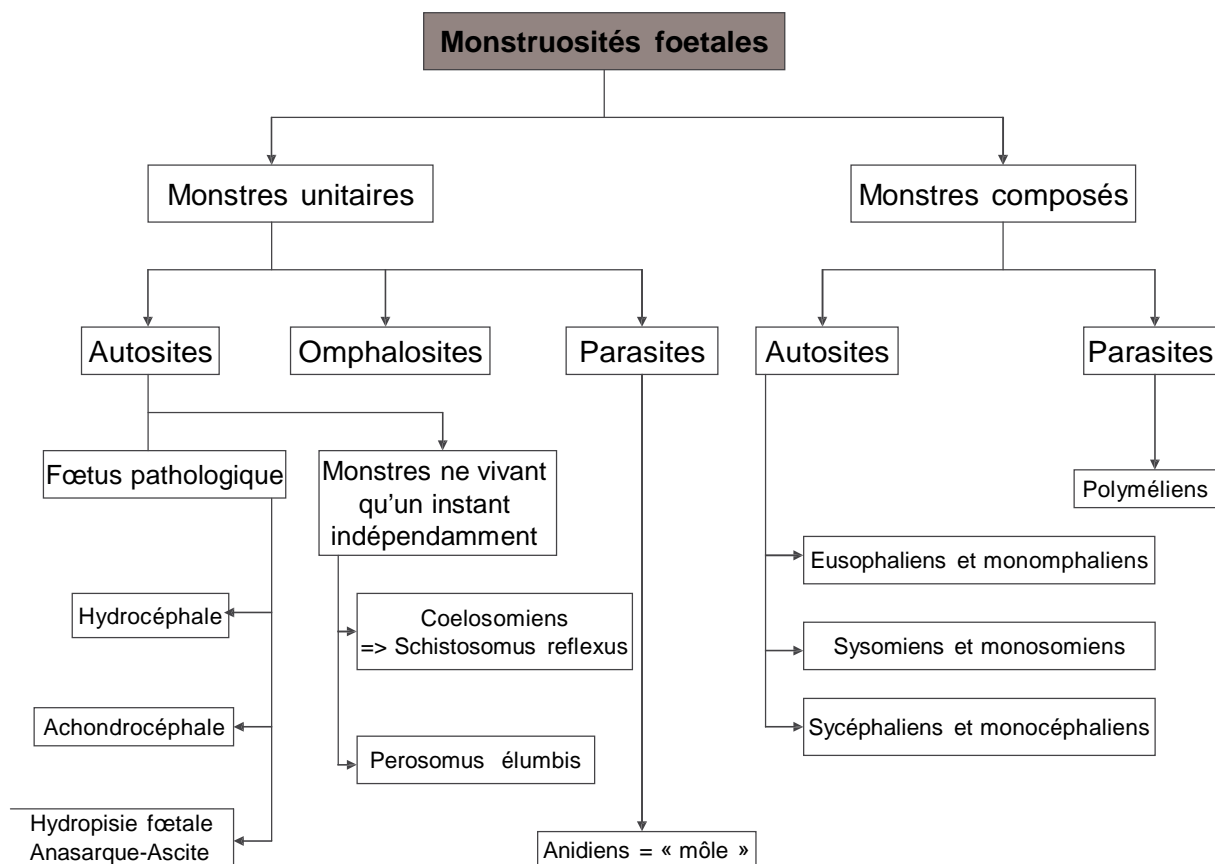 Monstruosités foetales
Monstres unitaires
Monstres composés
Autosites
Omphalosites
Parasites
Autosites
Parasites
Fœtus pathologique
Monstres ne vivant
qu'un instant
indépendamment
Polyméliens
Eusophaliens et monomphaliens
Hydrocéphale
Coelosomiens
=> Schistosomus reflexus
Sysomiens et monosomiens
Achondrocéphale
Sycéphaliens et monocéphaliens
Perosomus élumbis
Hydropisie fœtale
Anasarque-Ascite
Anidiens = « môle »